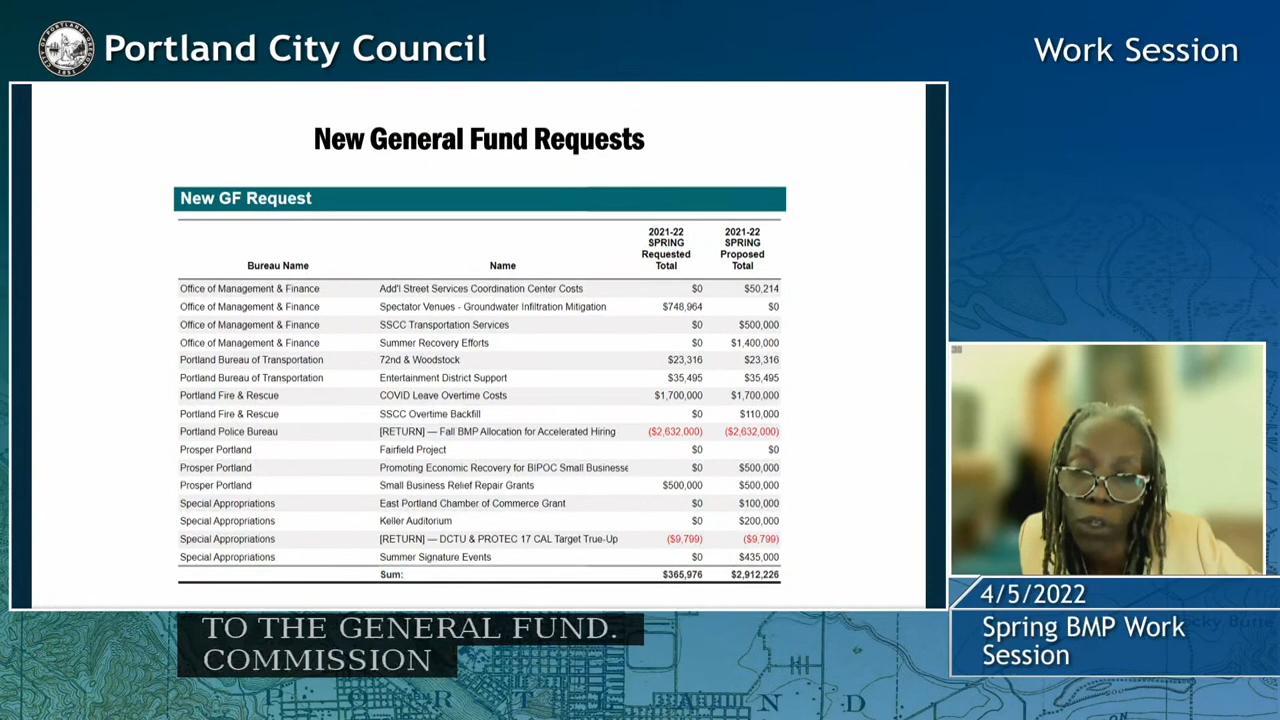 Portland City Council
Work Session
New General Fund Requests
New GF Request
Bureau Name Name 2021-22 SPRING Requested Total 2021-22 SPRING Proposed Total
Office of Management & Finance Add'l Street Services Coordination Center Costs $0 $50,214
Office of Management & Finance Spectator Venues - Groundwater Infiltration Mitigation $748,964 $0
Office of Management & Finance SSCC Transportation Services $0 $500,000
Office of Management & Finance Summer Recovery Efforts $0 $1,400,000
Portland Bureau of Transportation 72nd & Woodstock $23,316 $23,316
Portland Bureau of Transportation Entertainment District Support $35,495 $35,495
Portland Fire & Rescue COVID Leave Overtime Costs $1,700,000 $1,700,000
Portland Fire & Rescue SSCC Overtime Backfill $0 $110,000
Portland Police Bureau [RETURN] — Fall BMP Allocation for Accelerated Hiring ($2,632,000) ($2,632,000)
Prosper Portland Fairfield Project $0 $0
Prosper Portland Promoting Economic Recovery for BIPOC Small Businesse $0 $500,000
Prosper Portland Small Business Relief Repair Grants $500,000 $500,000
Special Appropriations East Portland Chamber of Commerce Grant $0 $100,000
Special Appropriations Keller Auditorium $0 $200,000
Special Appropriations [RETURN] — DCTU & PROTEC 17 CAL Target True-Up ($9,799) ($9,799)
Special Appropriations Summer Signature Events $0 $435,000
Sum: $365,976 $2,912,226
4/5/2022
Spring BMP Work
Session
TO THE GENERAL FUND.
COMMISSION
P O R T L A N D